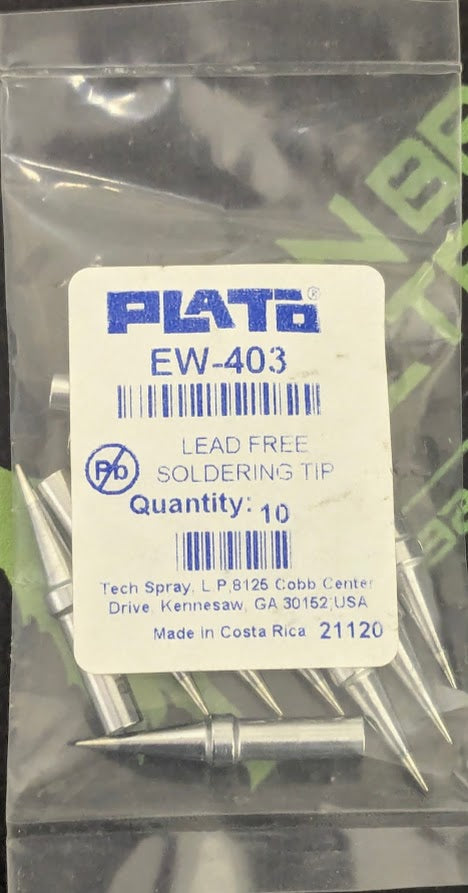 PLATO®
EW-403
Pb
LEAD FREE
SOLDERING TIP
Quantity: 10
Tech Spray, L P,8125 Cobb Center
Drive, Kennesaw, GA 30152,USA
Made In Costa Rica 21120